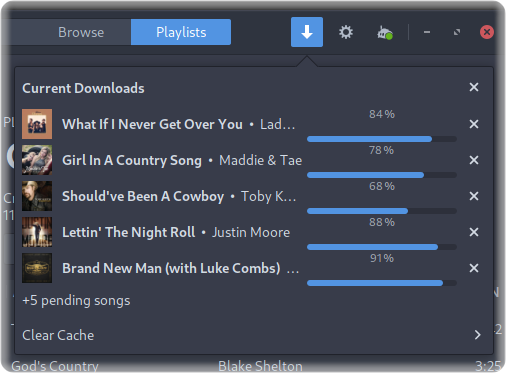 Browse
Playlists
Current Downloads
What If I Never Get Over You • Lad…
84%
Girl In A Country Song • Maddie & Tae
78%
Should've Been A Cowboy • Toby K…
68%
Lettin' The Night Roll • Justin Moore
88%
Brand New Man (with Luke Combs) …
91%
+5 pending songs
Clear Cache
God's Country
Blake Shelton
3:25